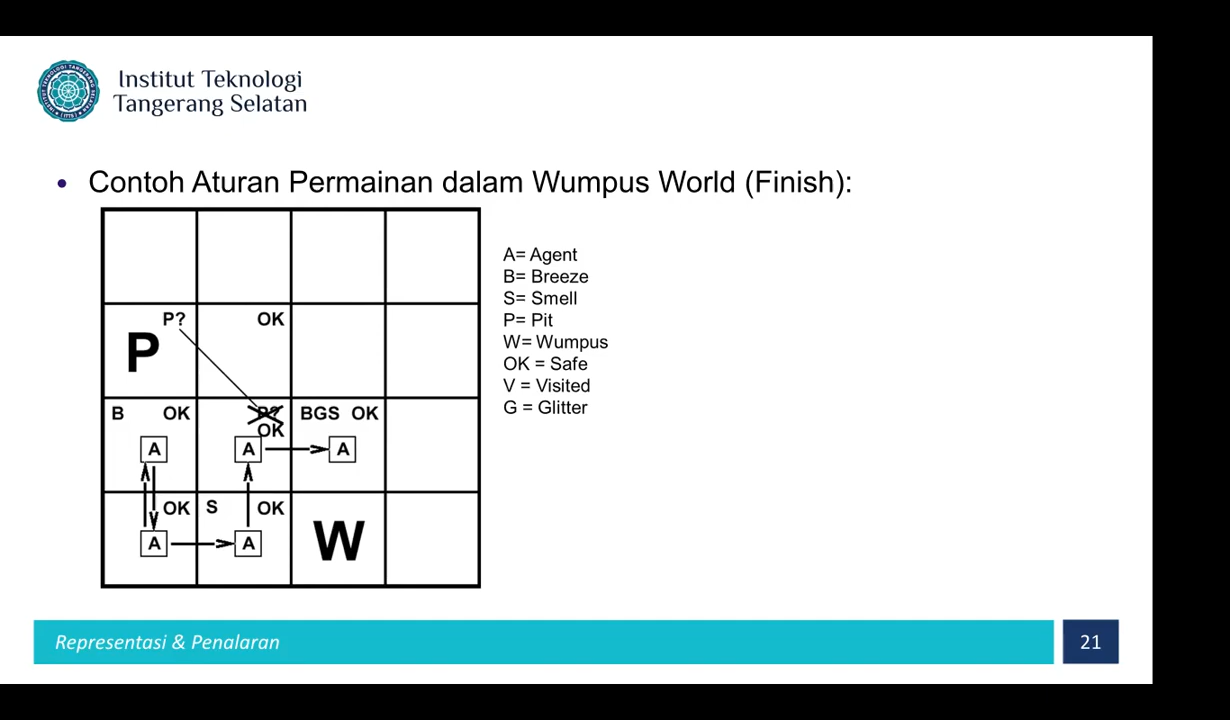 Institut Teknologi
Tangerang Selatan
• Contoh Aturan Permainan dalam Wumpus World (Finish):
P? OK
P
B OK P? BGS OK
OK
A A A
OK S OK
A A W
A= Agent
B= Breeze
S= Smell
P= Pit
W= Wumpus
OK = Safe
V = Visited
G = Glitter
Representasi & Penalaran
21